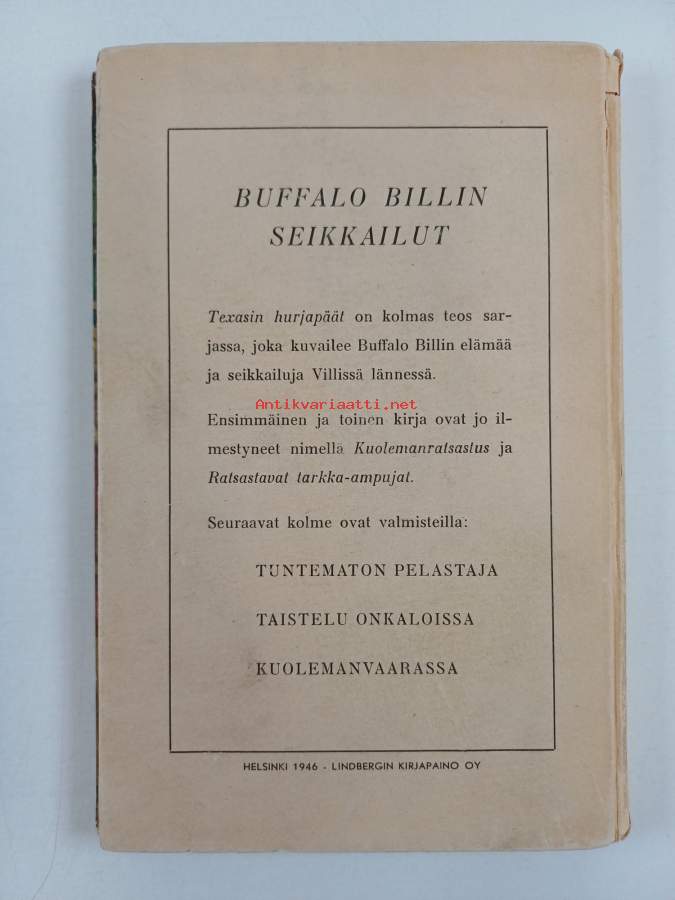 BUFFALO BILLIN
SEIKKAILUT
Texasin hurjapäät on kolmas teos sar-
jassa, joka kuvailee Buffalo Billin elämää
ja seikkailuja Villissä lännessä.
Antikvariaatti.net
Ensimmäinen ja toinen kirja ovat jo il-
mestyneet nimellä Kuolemanratsastus ja
Ratsastavat tarkka-ampujat.
Seuraavat kolme ovat valmisteilla:
TUNTEMATON PELASTAJA
TAISTELU ONKALOISSA
KUOLEMANVAARASSA
HELSINKI 1946 - LINDBERGIN KIRJAPAINO OY